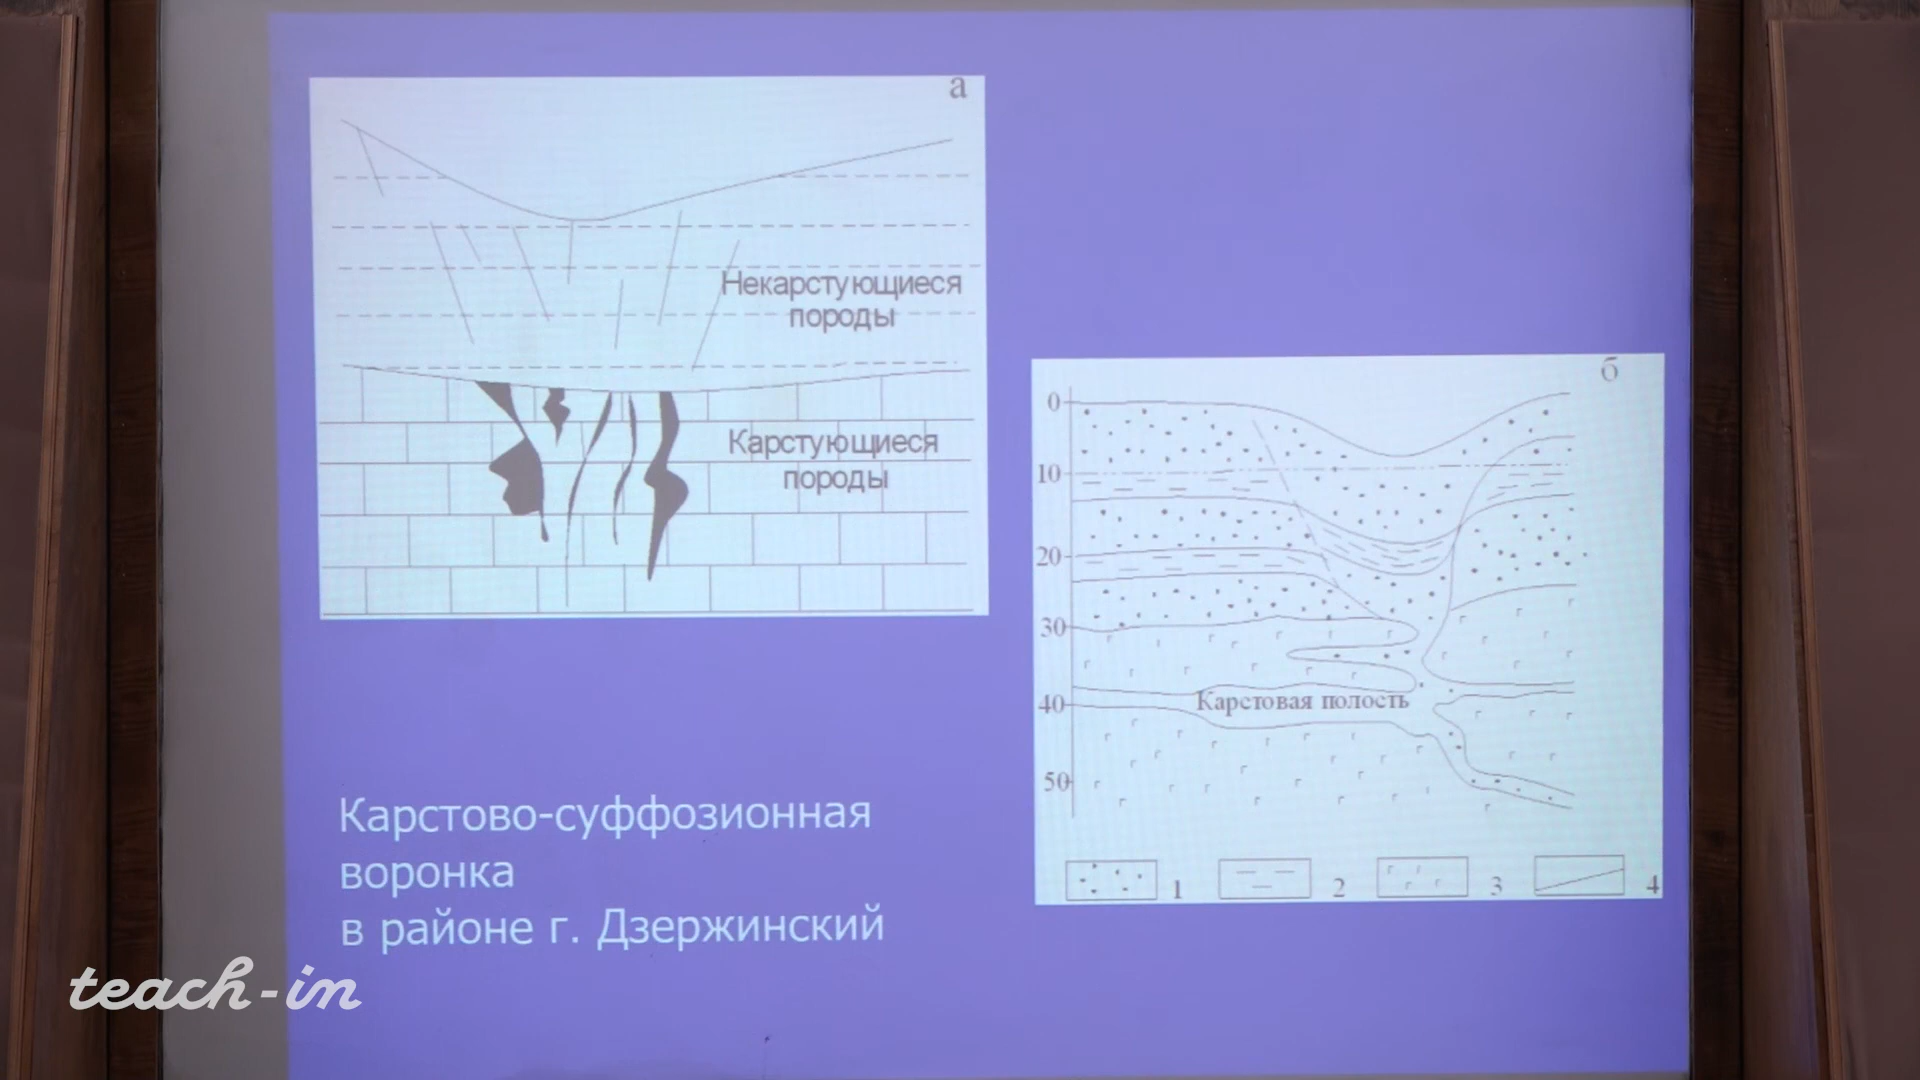 а
Некарстующиеся
породы
Карстующиеся
породы
б
0
10
20
30
40
50
Карстовая полость
1
2
3
4
Карстово-суффозионная
воронка
в районе г. Дзержинский
teach-in